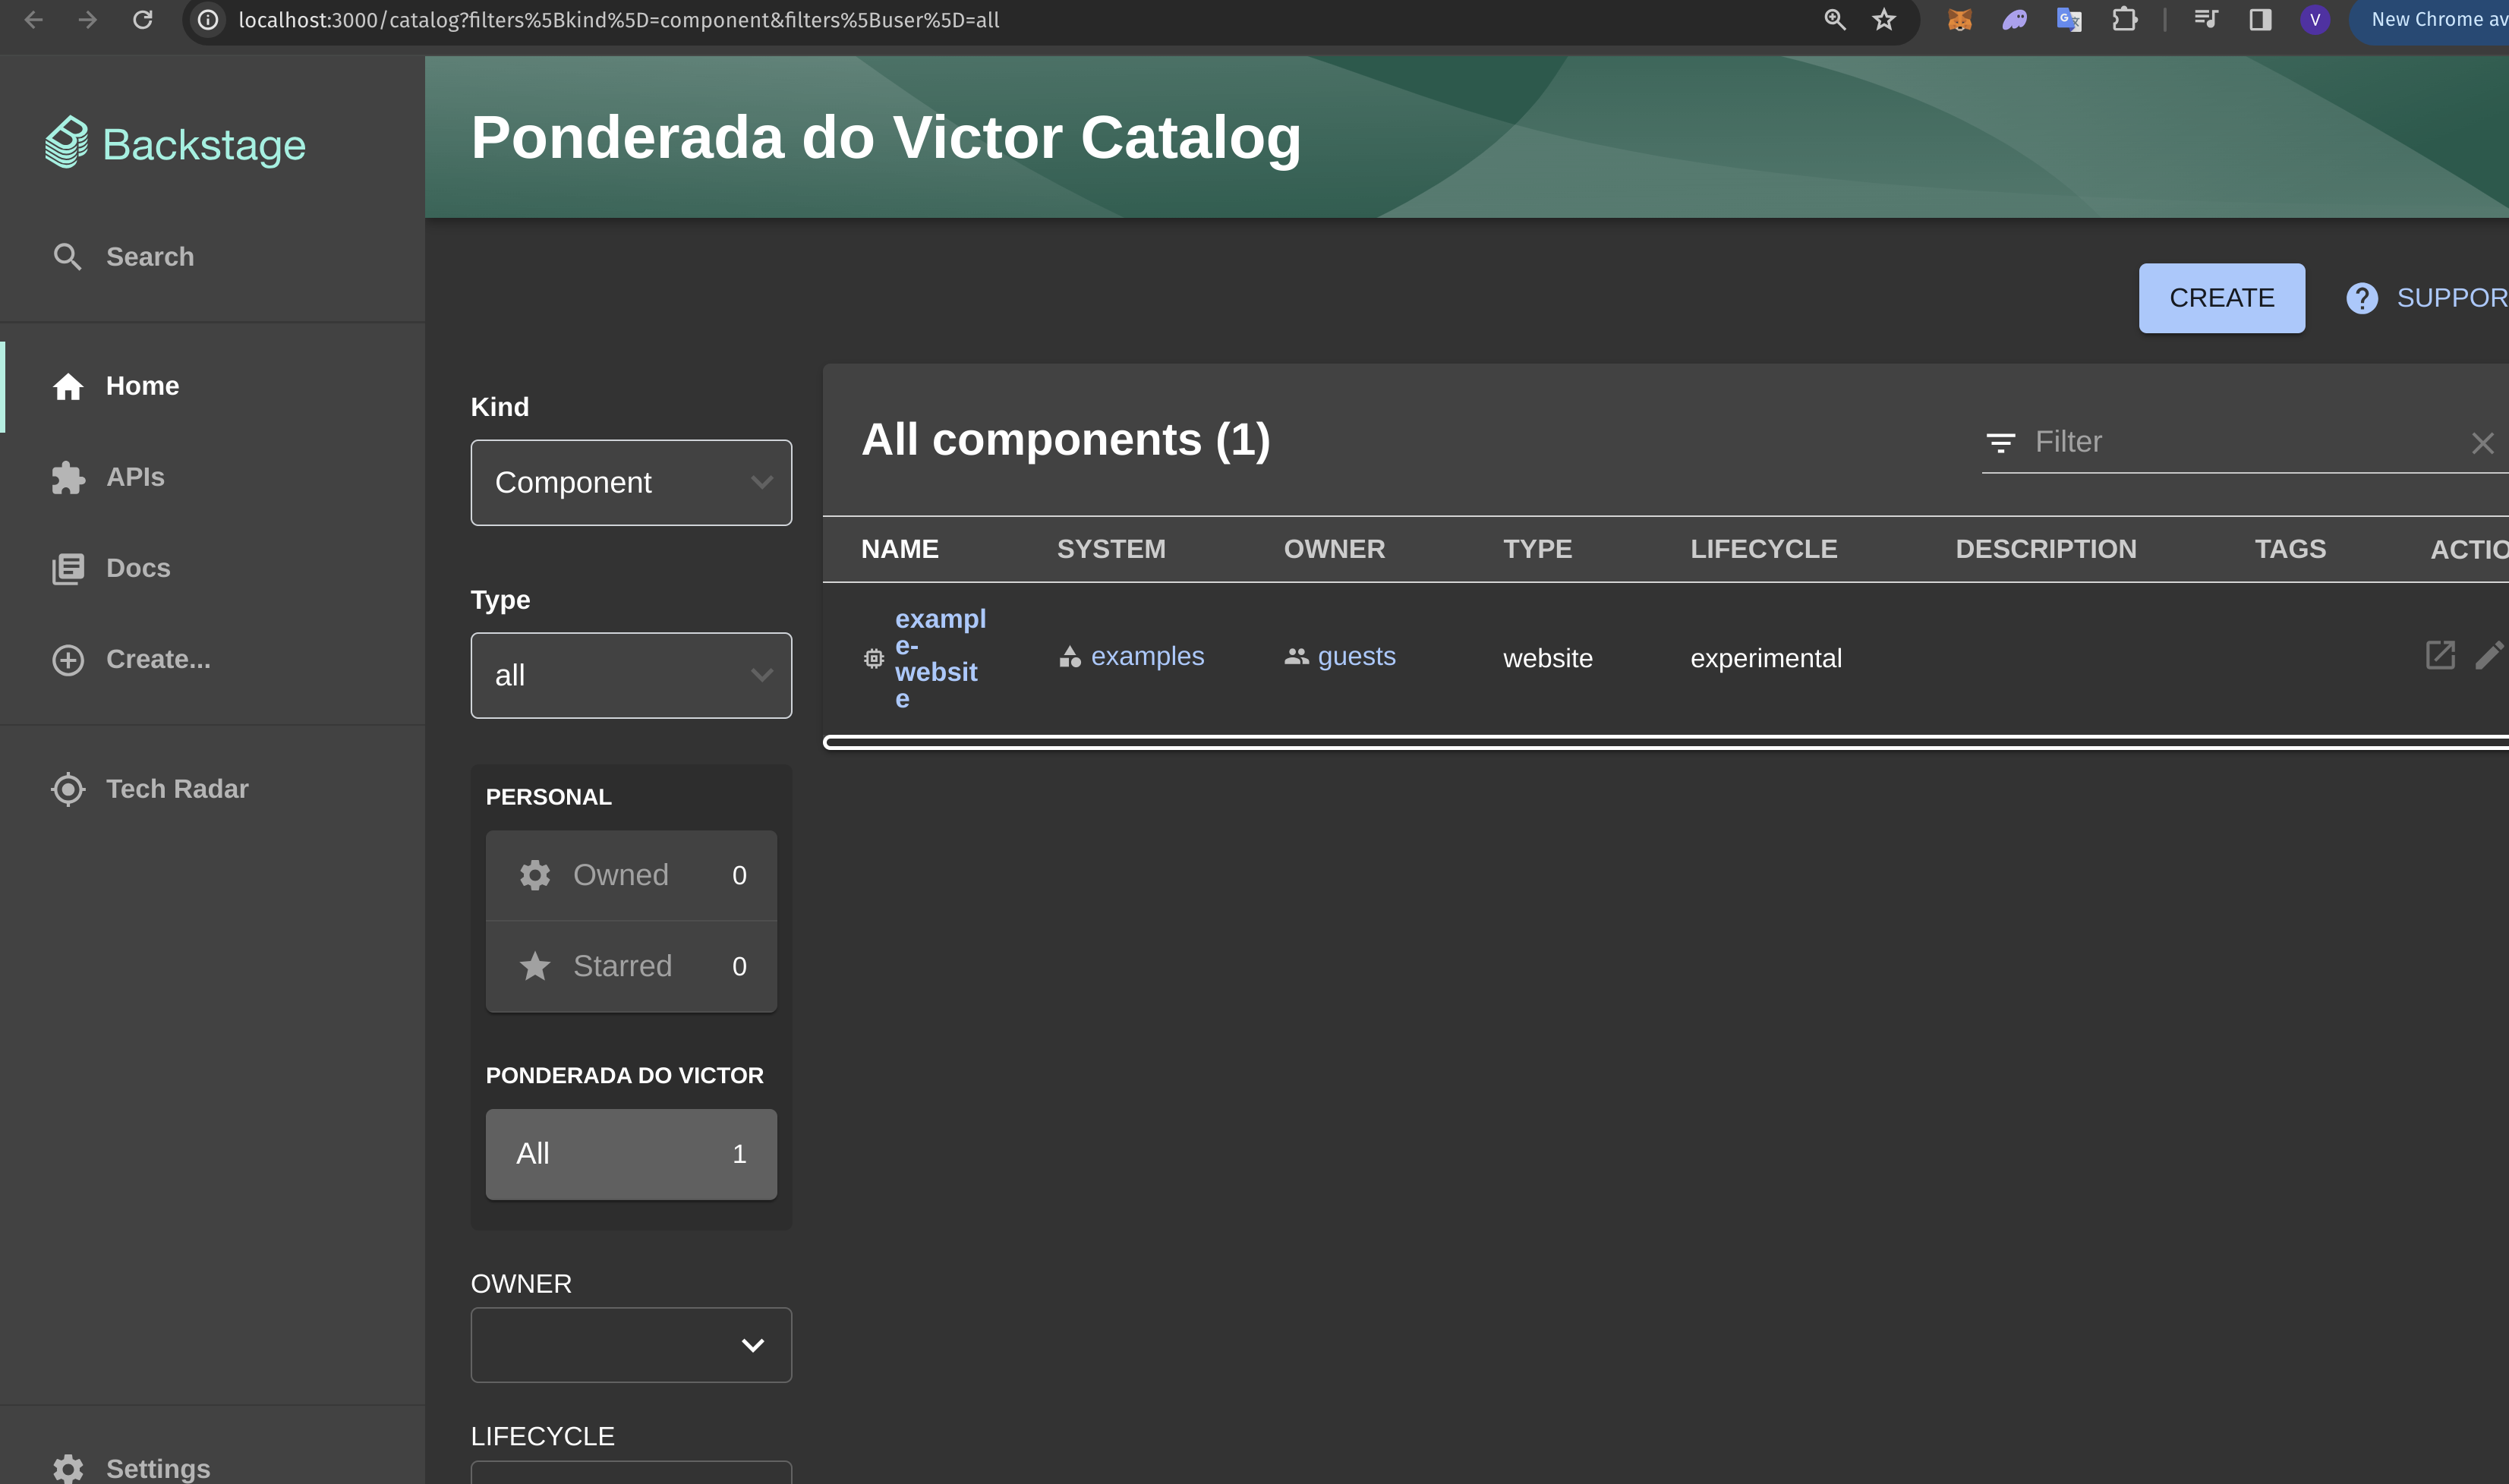 localhost:3000/catalog?filters%5Bkind%5D=component&filters%5Buser%5D=all
V
New Chrome av
Backstage
Search
Home
APIs
Docs
Create...
Tech Radar
Settings
Ponderada do Victor Catalog
CREATE
SUPPOR
Kind
Component
Type
all
PERSONAL
Owned 0
Starred 0
PONDERADA DO VICTOR
All 1
OWNER
LIFECYCLE
All components (1)
Filter
NAME SYSTEM OWNER TYPE LIFECYCLE DESCRIPTION TAGS ACTIO
exampl
e-
websit
e
examples guests website experimental